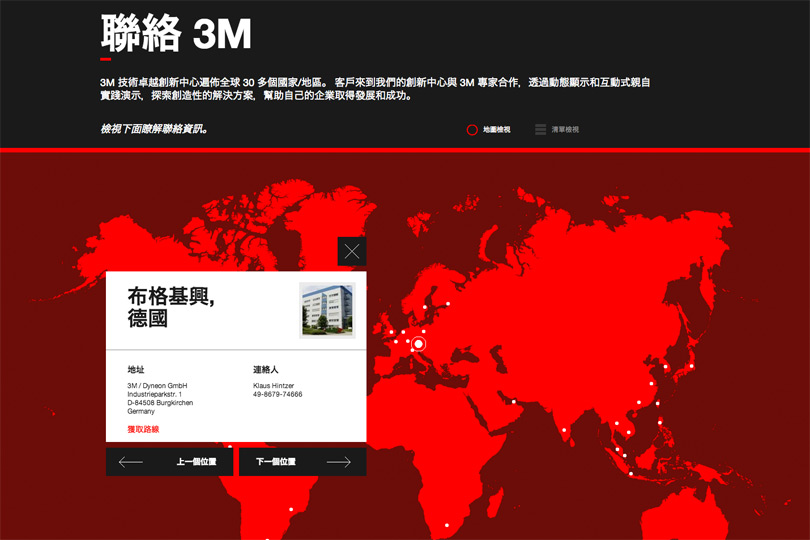 聯絡 3M
3M 技術卓越創新中心遍佈全球 30 多個國家/地區。 客戶來到我們的創新中心與 3M 專家合作，透過動態顯示和互動式親自
實踐演示，探索創造性的解決方案，幫助自己的企業取得發展和成功。
檢視下面瞭解聯絡資訊。
地圖檢視
清單檢視
布格基興，
德國
地址
3M / Dyneon GmbH
Industrieparkstr. 1
D-84508 Burgkirchen
Germany
獲取路線
連絡人
Klaus Hintzer
49-8679-74666
上一個位置
下一個位置